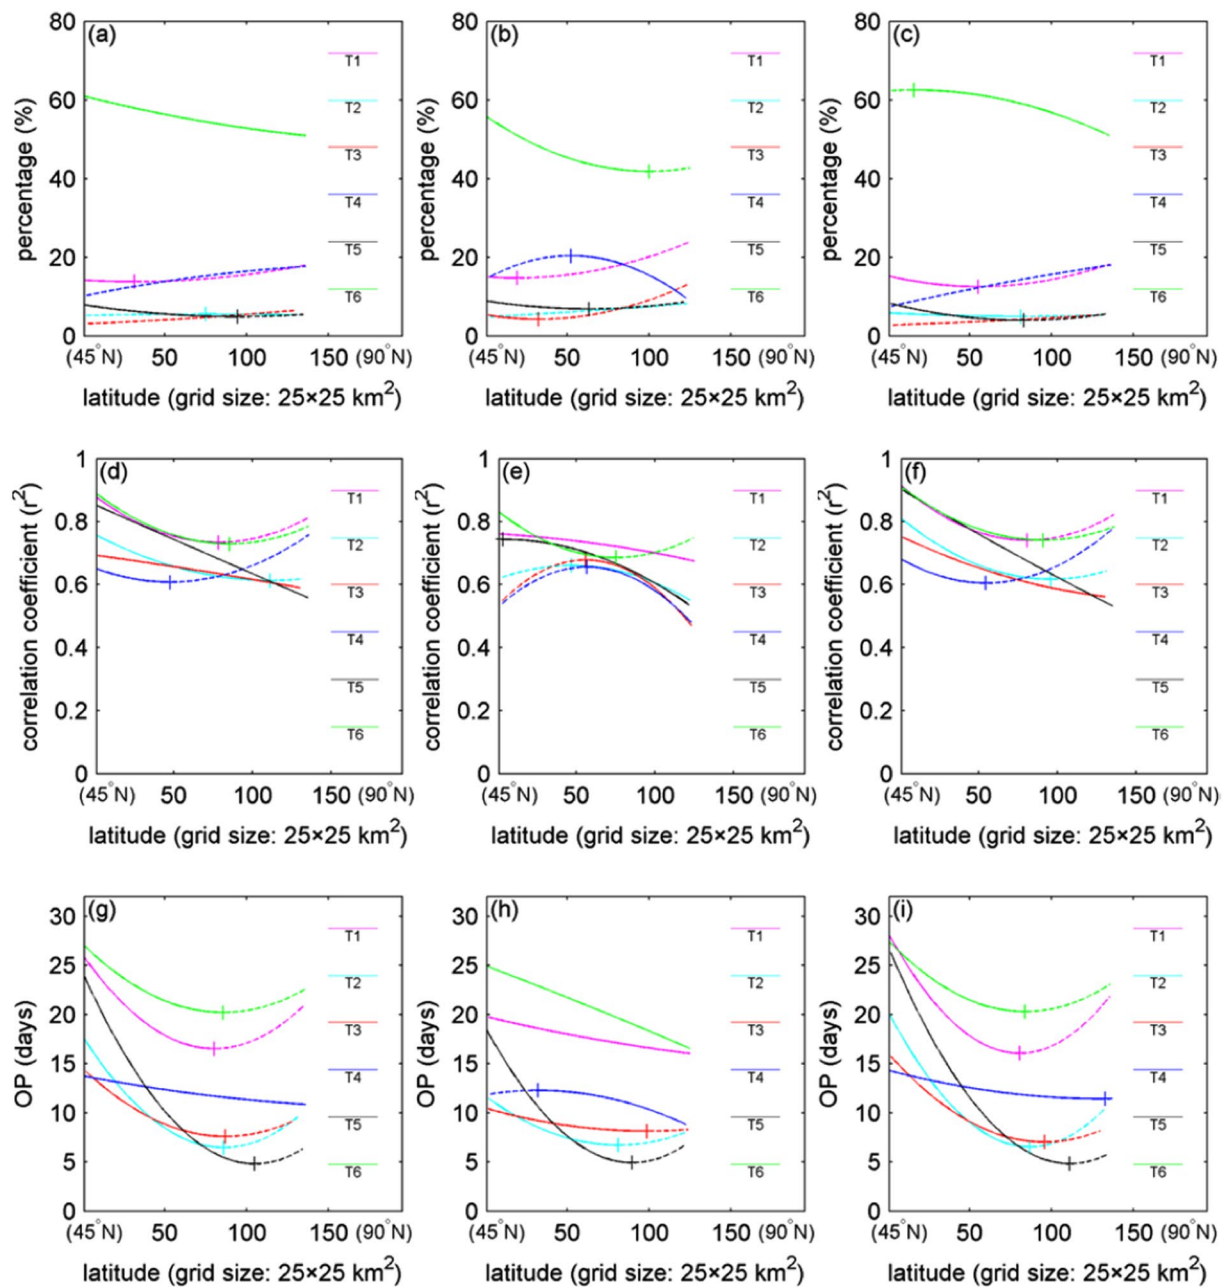 (a)
80
60
40
20
0
percentage (%)
T1
T2
T3
T4
T5
T6
(45°N) 50 100 150 (90°N)
latitude (grid size: 25×25 km²)
(b)
80
60
40
20
0
percentage (%)
T1
T2
T3
T4
T5
T6
(45°N) 50 100 150 (90°N)
latitude (grid size: 25×25 km²)
(c)
80
60
40
20
0
percentage (%)
T1
T2
T3
T4
T5
T6
(45°N) 50 100 150 (90°N)
latitude (grid size: 25×25 km²)
(d)
1
0.8
0.6
0.4
0.2
0
correlation coefficient (r²)
T1
T2
T3
T4
T5
T6
(45°N) 50 100 150 (90°N)
latitude (grid size: 25×25 km²)
(e)
1
0.8
0.6
0.4
0.2
0
correlation coefficient (r²)
T1
T2
T3
T4
T5
T6
(45°N) 50 100 150 (90°N)
latitude (grid size: 25×25 km²)
(f)
1
0.8
0.6
0.4
0.2
0
correlation coefficient (r²)
T1
T2
T3
T4
T5
T6
(45°N) 50 100 150 (90°N)
latitude (grid size: 25×25 km²)
(g)
30
25
20
15
10
5
0
OP (days)
T1
T2
T3
T4
T5
T6
(45°N) 50 100 150 (90°N)
latitude (grid size: 25×25 km²)
(h)
30
25
20
15
10
5
0
OP (days)
T1
T2
T3
T4
T5
T6
(45°N) 50 100 150 (90°N)
latitude (grid size: 25×25 km²)
(i)
30
25
20
15
10
5
0
OP (days)
T1
T2
T3
T4
T5
T6
(45°N) 50 100 150 (90°N)
latitude (grid size: 25×25 km²)